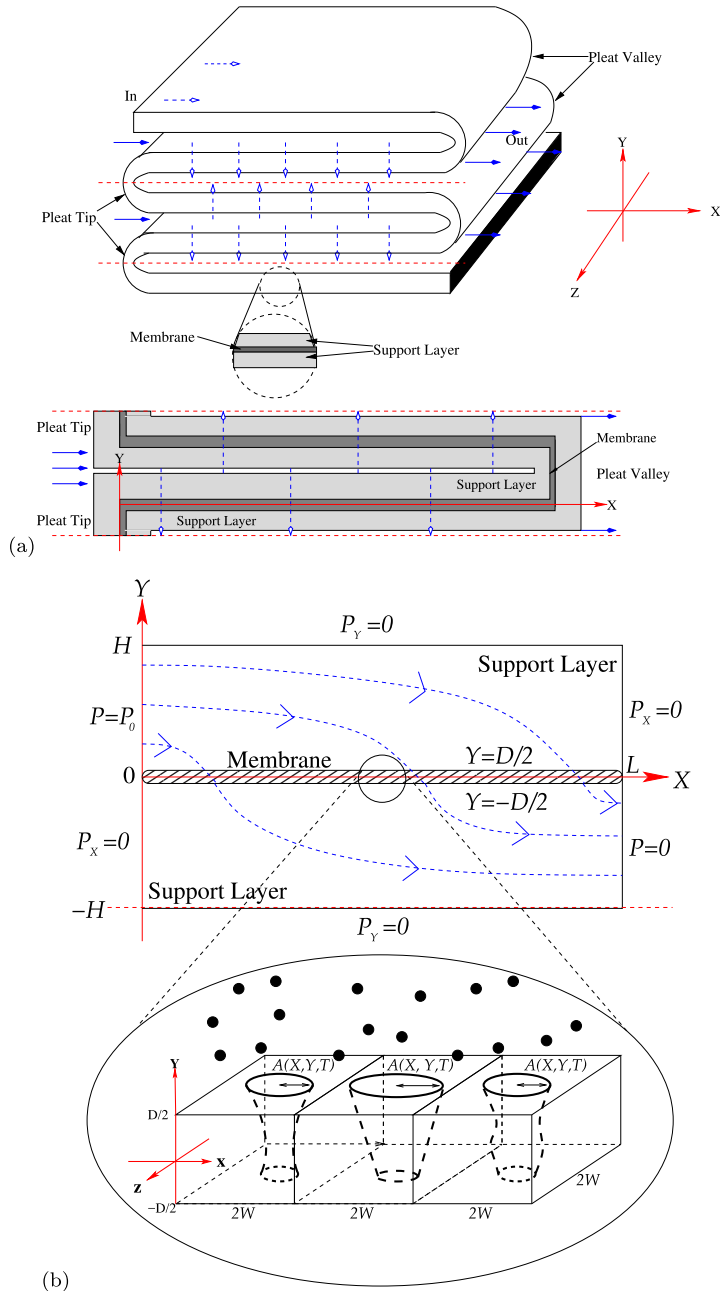 Pleat Valley
In
Out
Y
X
Z
Pleat Tip
Membrane
Support Layer
Pleat Tip
Y
Membrane
Pleat Valley
Support Layer
X
Pleat Tip
Support Layer
(a)
Y
P_Y=0
H
Support Layer
P=P_0
P_X=0
Membrane
Y=D/2
L
0
X
Y=−D/2
P_X=0
P=0
Support Layer
−H
P_Y=0
Y
A(X,Y,T)
A(X, Y,T)
A(X,Y,T)
D/2
X
Z
−D/2
2W
2W
2W
2W
(b)